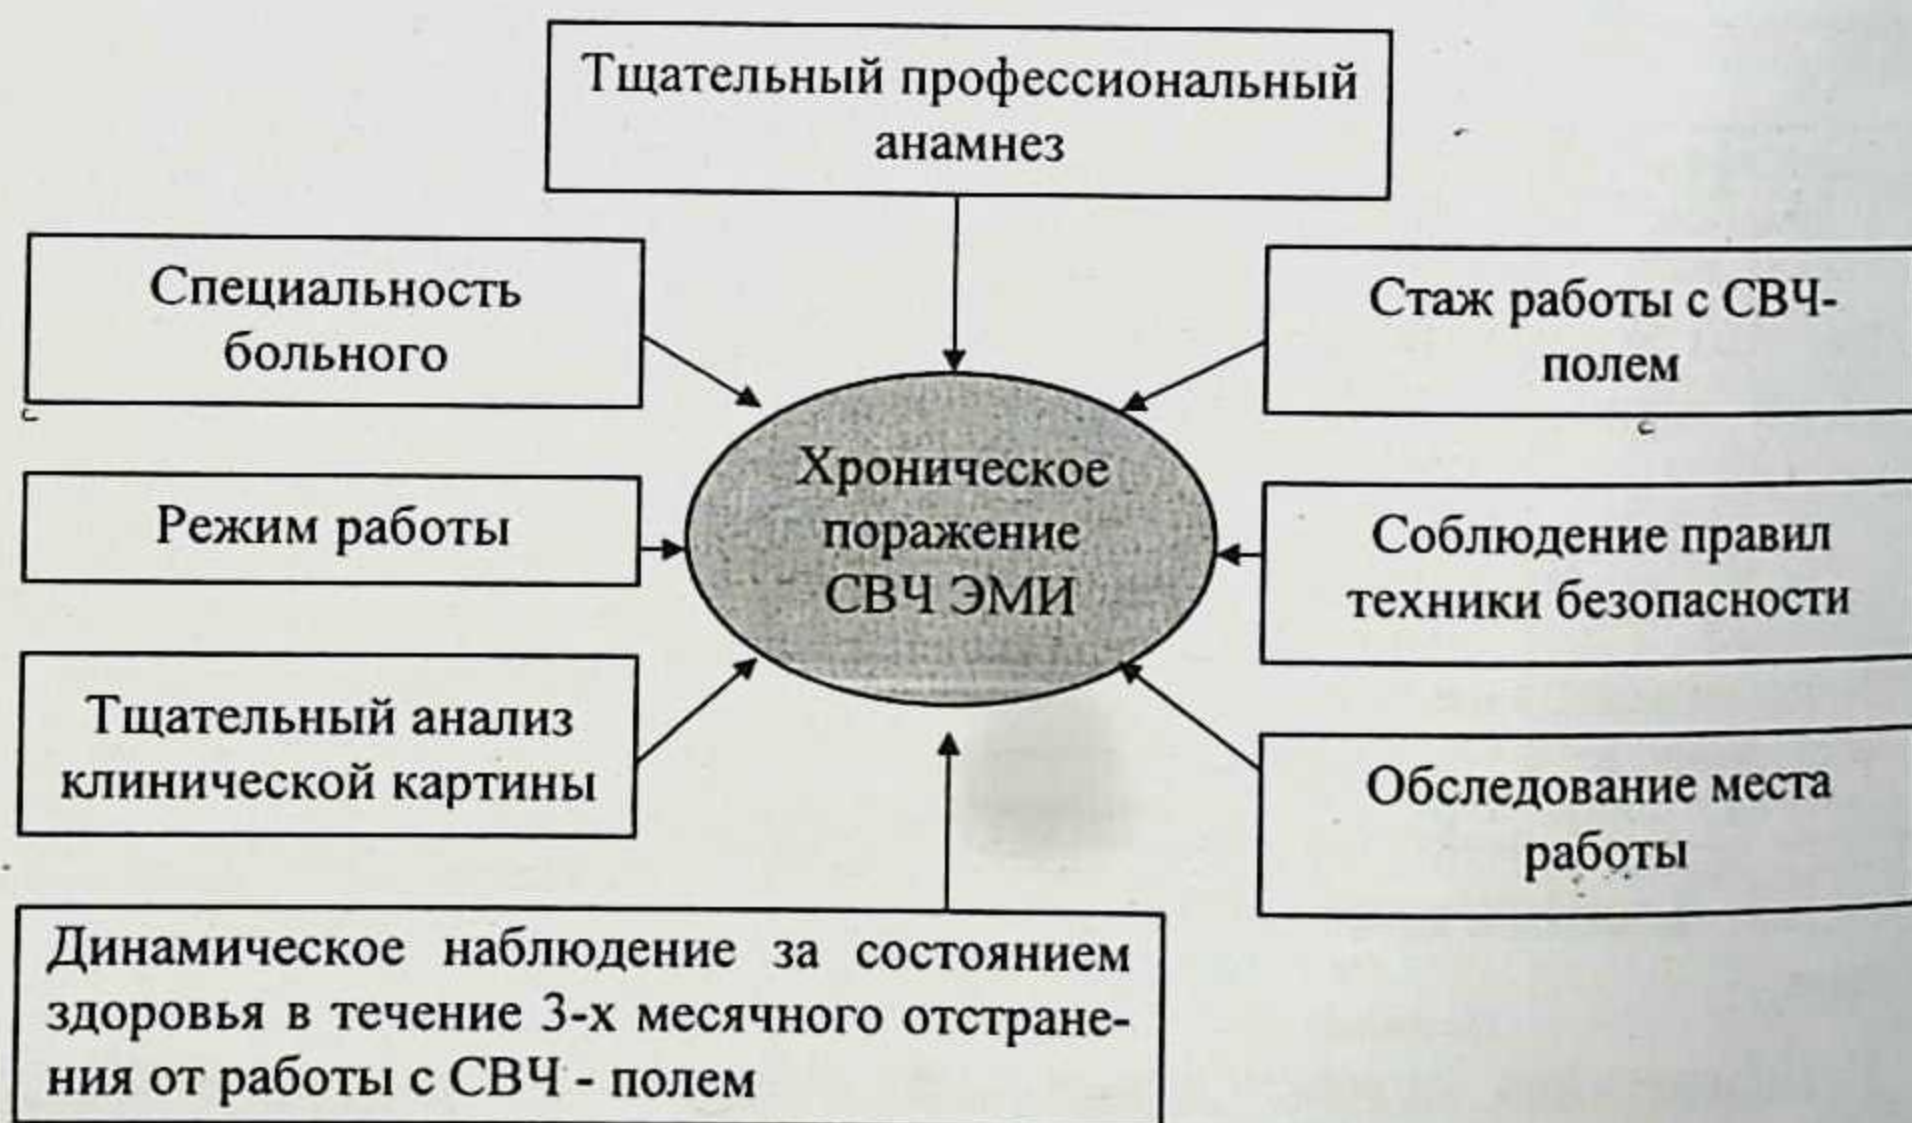 Тщательный профессиональный
анамнез
Специальность
больного
Стаж работы с СВЧ-
полем
Хроническое
поражение
СВЧ ЭМИ
Режим работы
Соблюдение правил
техники безопасности
Тщательный анализ
клинической картины
Обследование места
работы
Динамическое наблюдение за состоянием
здоровья в течение 3-х месячного отстране-
ния от работы с СВЧ - полем